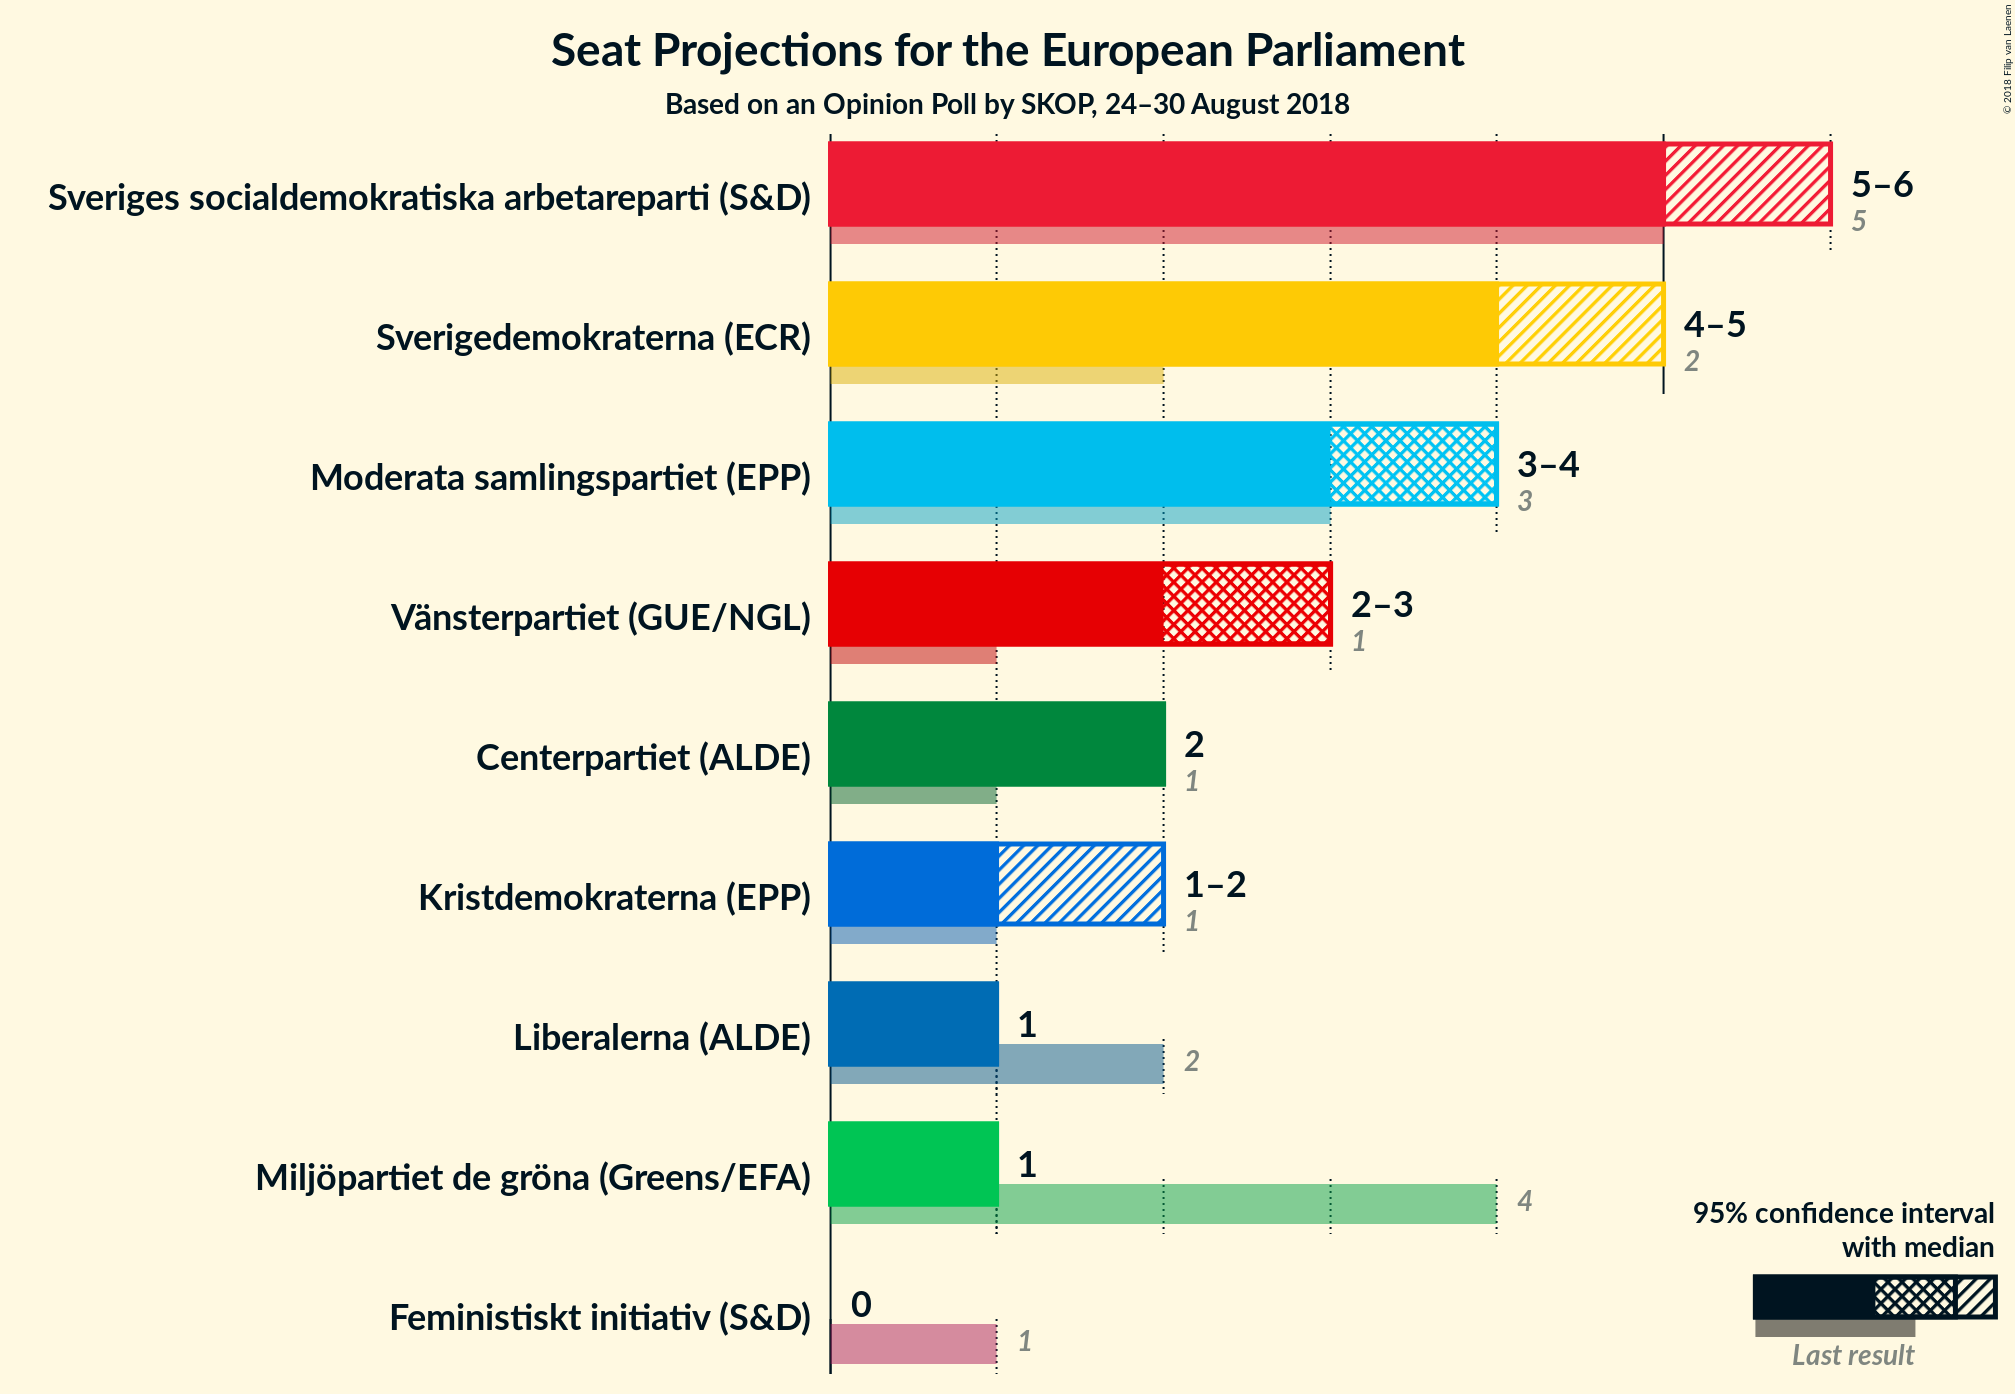 Seat Projections for the European Parliament
Based on an Opinion Poll by SKOP, 24–30 August 2018
© 2018 Filip van Laenen
Sveriges socialdemokratiska arbetareparti (S&D)
5–6
5
Sverigedemokraterna (ECR)
4–5
2
Moderata samlingspartiet (EPP)
3–4
3
Vänsterpartiet (GUE/NGL)
2–3
1
Centerpartiet (ALDE)
2
1
Kristdemokraterna (EPP)
1–2
1
Liberalerna (ALDE)
1
2
Miljöpartiet de gröna (Greens/EFA)
1
4
Feministiskt initiativ (S&D)
0
1
95% confidence interval
with median
Last result